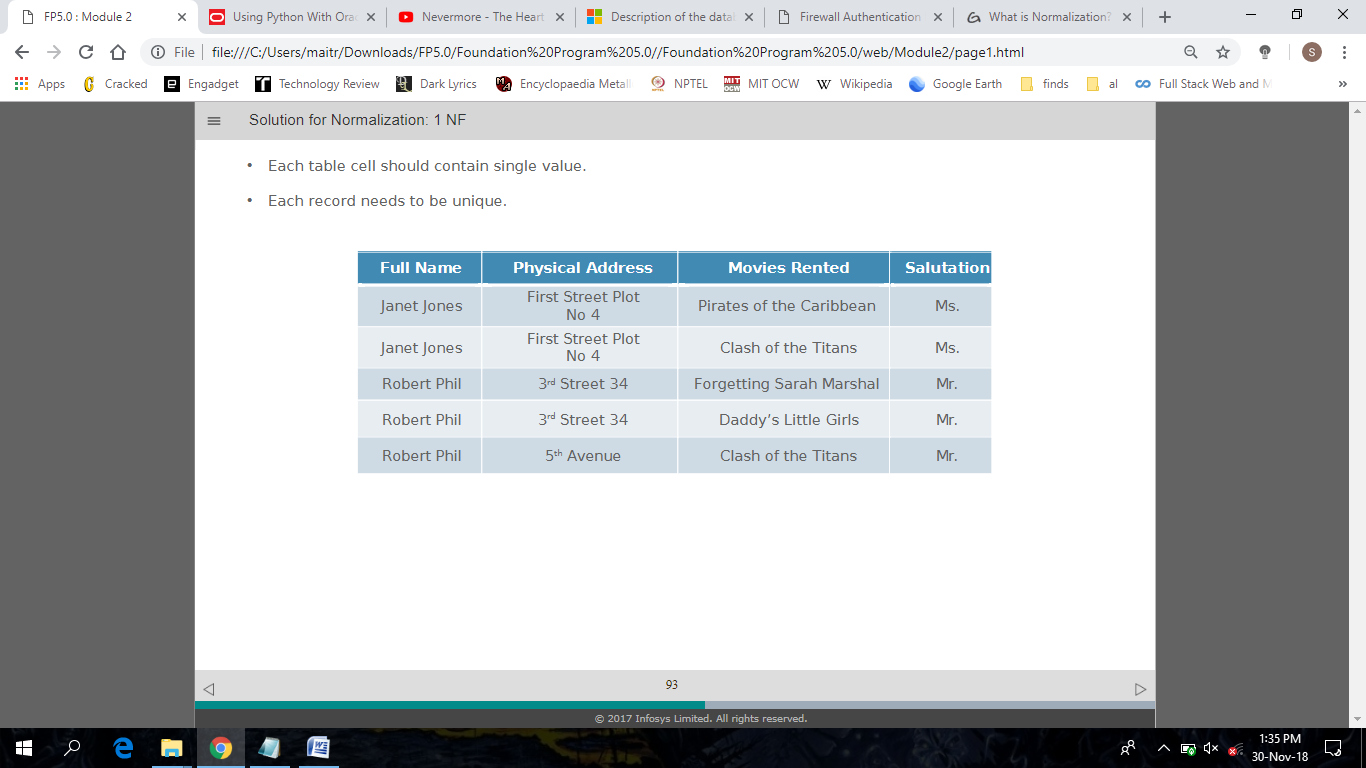 FP5.0 : Module 2
Using Python With Ora
Nevermore - The Heart
Description of the data
Firewall Authentication
What is Normalization?
File
file:///C:/Users/maitr/Downloads/FP5.0/Foundation%20Program%205.0//Foundation%20Program%205.0/web/Module2/page1.html
S
Apps
Cracked
Engadget
Technology Review
Dark Lyrics
Encyclopaedia Metall
NPTEL
MIT OCW
Wikipedia
Google Earth
finds
al
Full Stack Web and M
»
Solution for Normalization: 1 NF
• Each table cell should contain single value.
• Each record needs to be unique.
Full Name Physical Address Movies Rented Salutation
Janet Jones First Street Plot No 4 Pirates of the Caribbean Ms.
Janet Jones First Street Plot No 4 Clash of the Titans Ms.
Robert Phil 3rd Street 34 Forgetting Sarah Marshal Mr.
Robert Phil 3rd Street 34 Daddy’s Little Girls Mr.
Robert Phil 5th Avenue Clash of the Titans Mr.
93
© 2017 Infosys Limited. All rights reserved.
1:35 PM
30-Nov-18